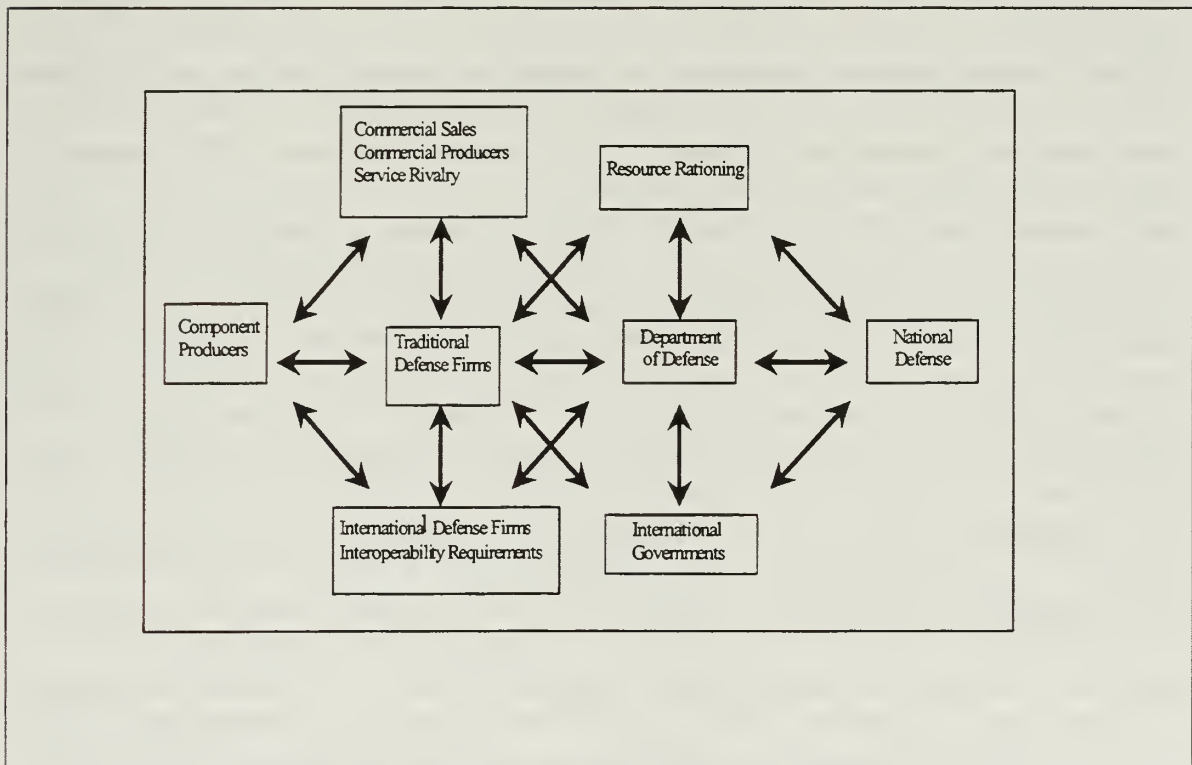 Commercial Sales
Commercial Producers
Service Rivalry
Resource Rationing
Component
Producers
Traditional
Defense Firms
Department
of Defense
National
Defense
International Defense Firms
Interoperability Requirements
International
Governments